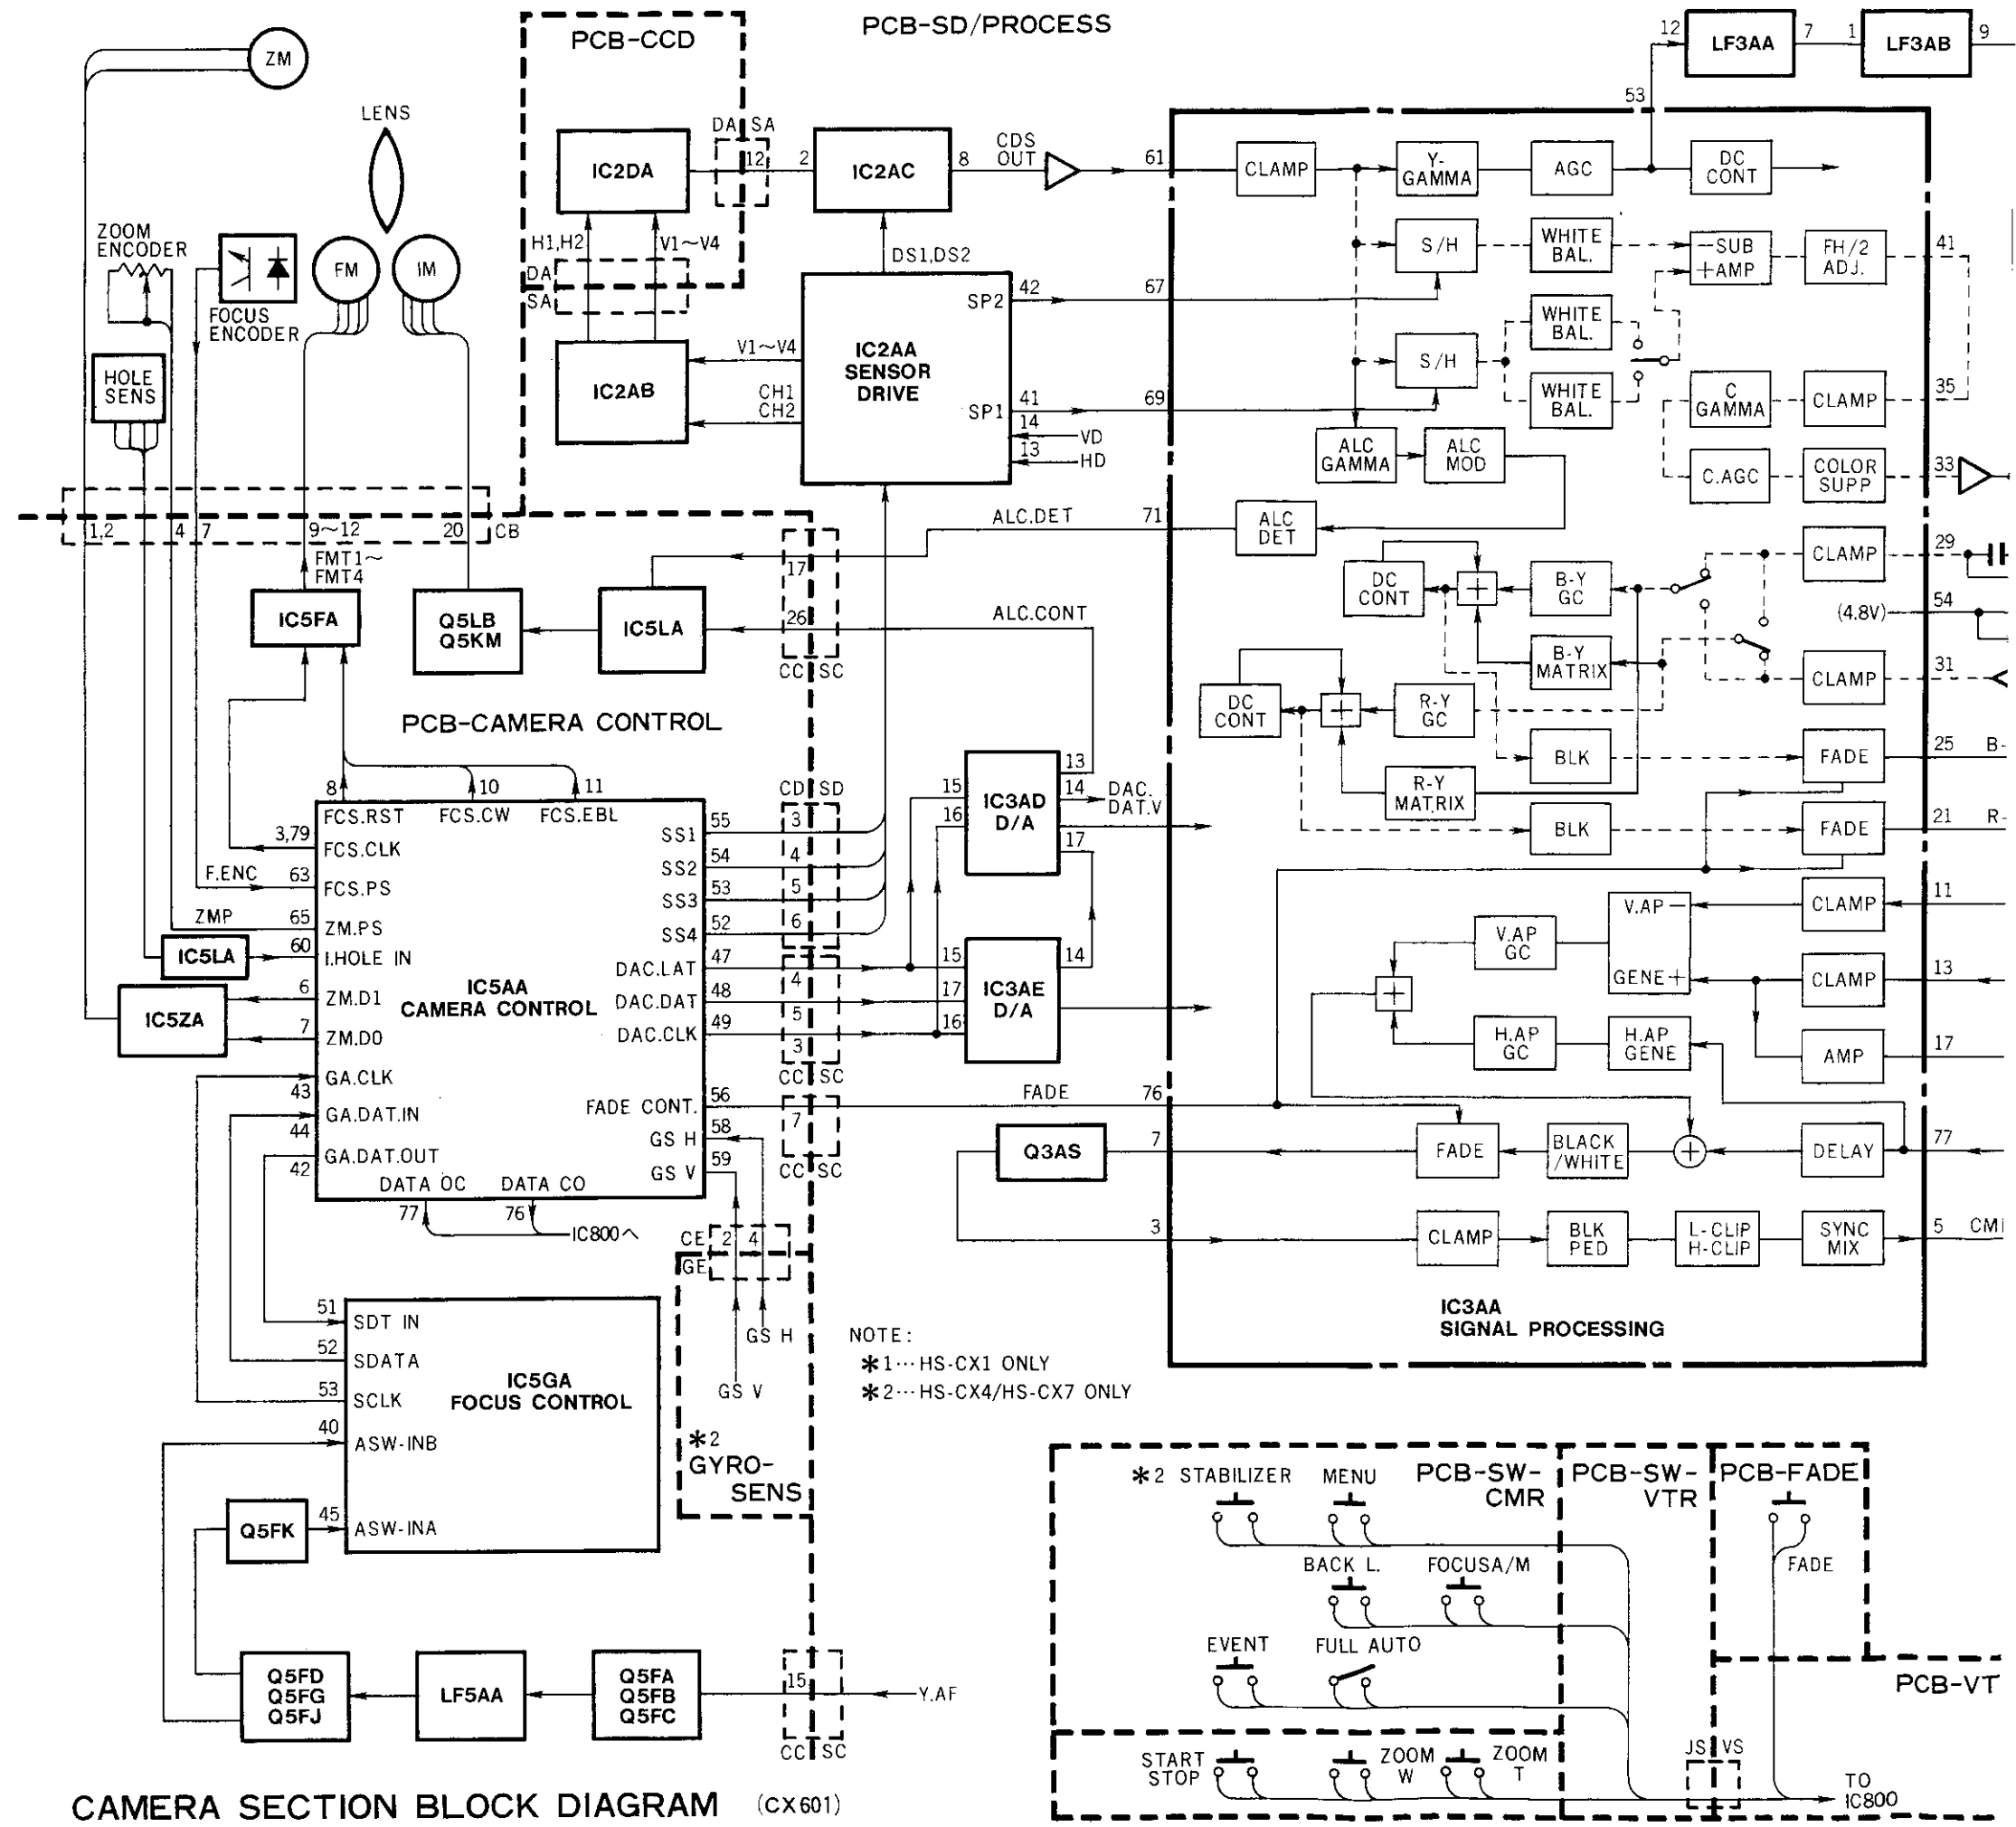 PCB-SD/PROCESS
PCB-CCD
ZM
LENS
12
LF3AA
7
1
LF3AB
9
53
DA SA
12
IC2DA
2
IC2AC
8
CDS
OUT
61
CLAMP
Y-
GAMMA
AGC
DC
CONT
ZOOM
ENCODER
FM
IM
FOCUS
ENCODER
H1,H2
V1~V4
DA
SA
DS1,DS2
S/H
WHITE
BAL.
-SUB
+AMP
FH/2
ADJ.
41
SP2
42
67
WHITE
BAL.
HOLE
SENS
IC2AB
V1~V4
CH1
CH2
IC2AA
SENSOR
DRIVE
SP1
41
69
14
VD
13
HD
S/H
WHITE
BAL.
C
GAMMA
CLAMP
35
ALC
GAMMA
ALC
MOD
C.AGC
COLOR
SUPP
33
1,2
4
7
9~12
20
CB
FMT1~
FMT4
ALC.DET
71
ALC
DET
17
CLAMP
29
IC5FA
Q5LB
Q5KM
IC5LA
26
ALC.CONT
CC SC
DC
CONT
+
B-Y
GC
(4.8V)
54
B-Y
MATRIX
31
CLAMP
PCB-CAMERA CONTROL
DC
CONT
+
R-Y
GC
BLK
FADE
25
B-
R-Y
MATRIX
BLK
FADE
21
R-
8
10
11
FCS.RST
FCS.CW
FCS.EBL
CD SD
3,79
FCS.CLK
F.ENC
63
FCS.PS
ZMP
65
ZM.PS
60
IC5LA
I.HOLE IN
6
ZM.D1
IC5ZA
7
ZM.D0
GA.CLK
43
GA.DAT.IN
44
GA.DAT.OUT
42
IC5AA
CAMERA CONTROL
SS1
55
3
SS2
54
4
SS3
53
5
SS4
52
6
DAC.LAT
47
4
DAC.DAT
48
5
DAC.CLK
49
3
CC SC
15
16
IC3AD
D/A
13
14
DAC.
DAT.V
17
15
17
16
IC3AE
D/A
14
V.AP-
GENE+
CLAMP
11
V.AP
GC
CLAMP
13
+
H.AP
GC
H.AP
GENE
AMP
17
FADE CONT.
56
7
CC SC
FADE
76
GS H
58
GS V
59
DATA OC
DATA CO
77
76
IC800へ
Q3AS
7
FADE
BLACK
/WHITE
+
DELAY
77
3
CLAMP
BLK
PED
L-CLIP
H-CLIP
SYNC
MIX
5
CM
CE
2
4
GE
GS H
GS V
IC3AA
SIGNAL PROCESSING
51
SDT IN
52
SDATA
53
SCLK
40
ASW-INB
45
ASW-INA
IC5GA
FOCUS CONTROL
Q5FK
*2
GYRO-
SENS
NOTE:
*1···HS-CX1 ONLY
*2···HS-CX4/HS-CX7 ONLY
*2 STABILIZER
MENU
PCB-SW-
CMR
PCB-SW-
VTR
PCB-FADE
FADE
BACK L.
FOCUSA/M
EVENT
FULL AUTO
Q5FD
Q5FG
Q5FJ
LF5AA
Q5FA
Q5FB
Q5FC
15
Y.AF
CC SC
PCB-VT
START
STOP
ZOOM
W
ZOOM
T
JS VS
TO
IC800
CAMERA SECTION BLOCK DIAGRAM (CX601)